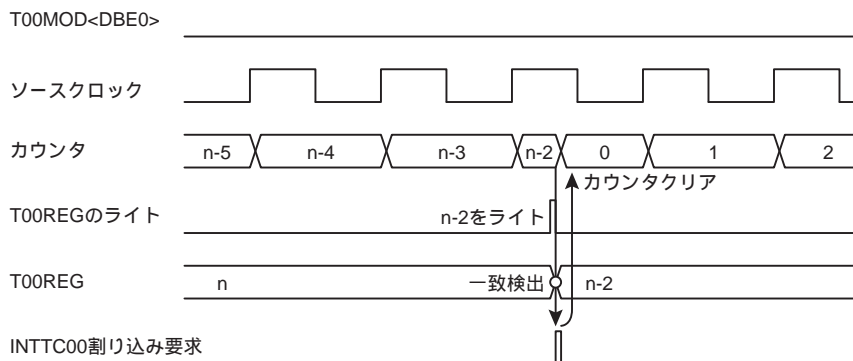 T00MOD<DBE0>
ソースクロック
カウンタ n-5 n-4 n-3 n-2 0 1 2
カウンタクリア
T00REGのライト n-2をライト
T00REG n 一致検出 n-2
INTTC00割り込み要求